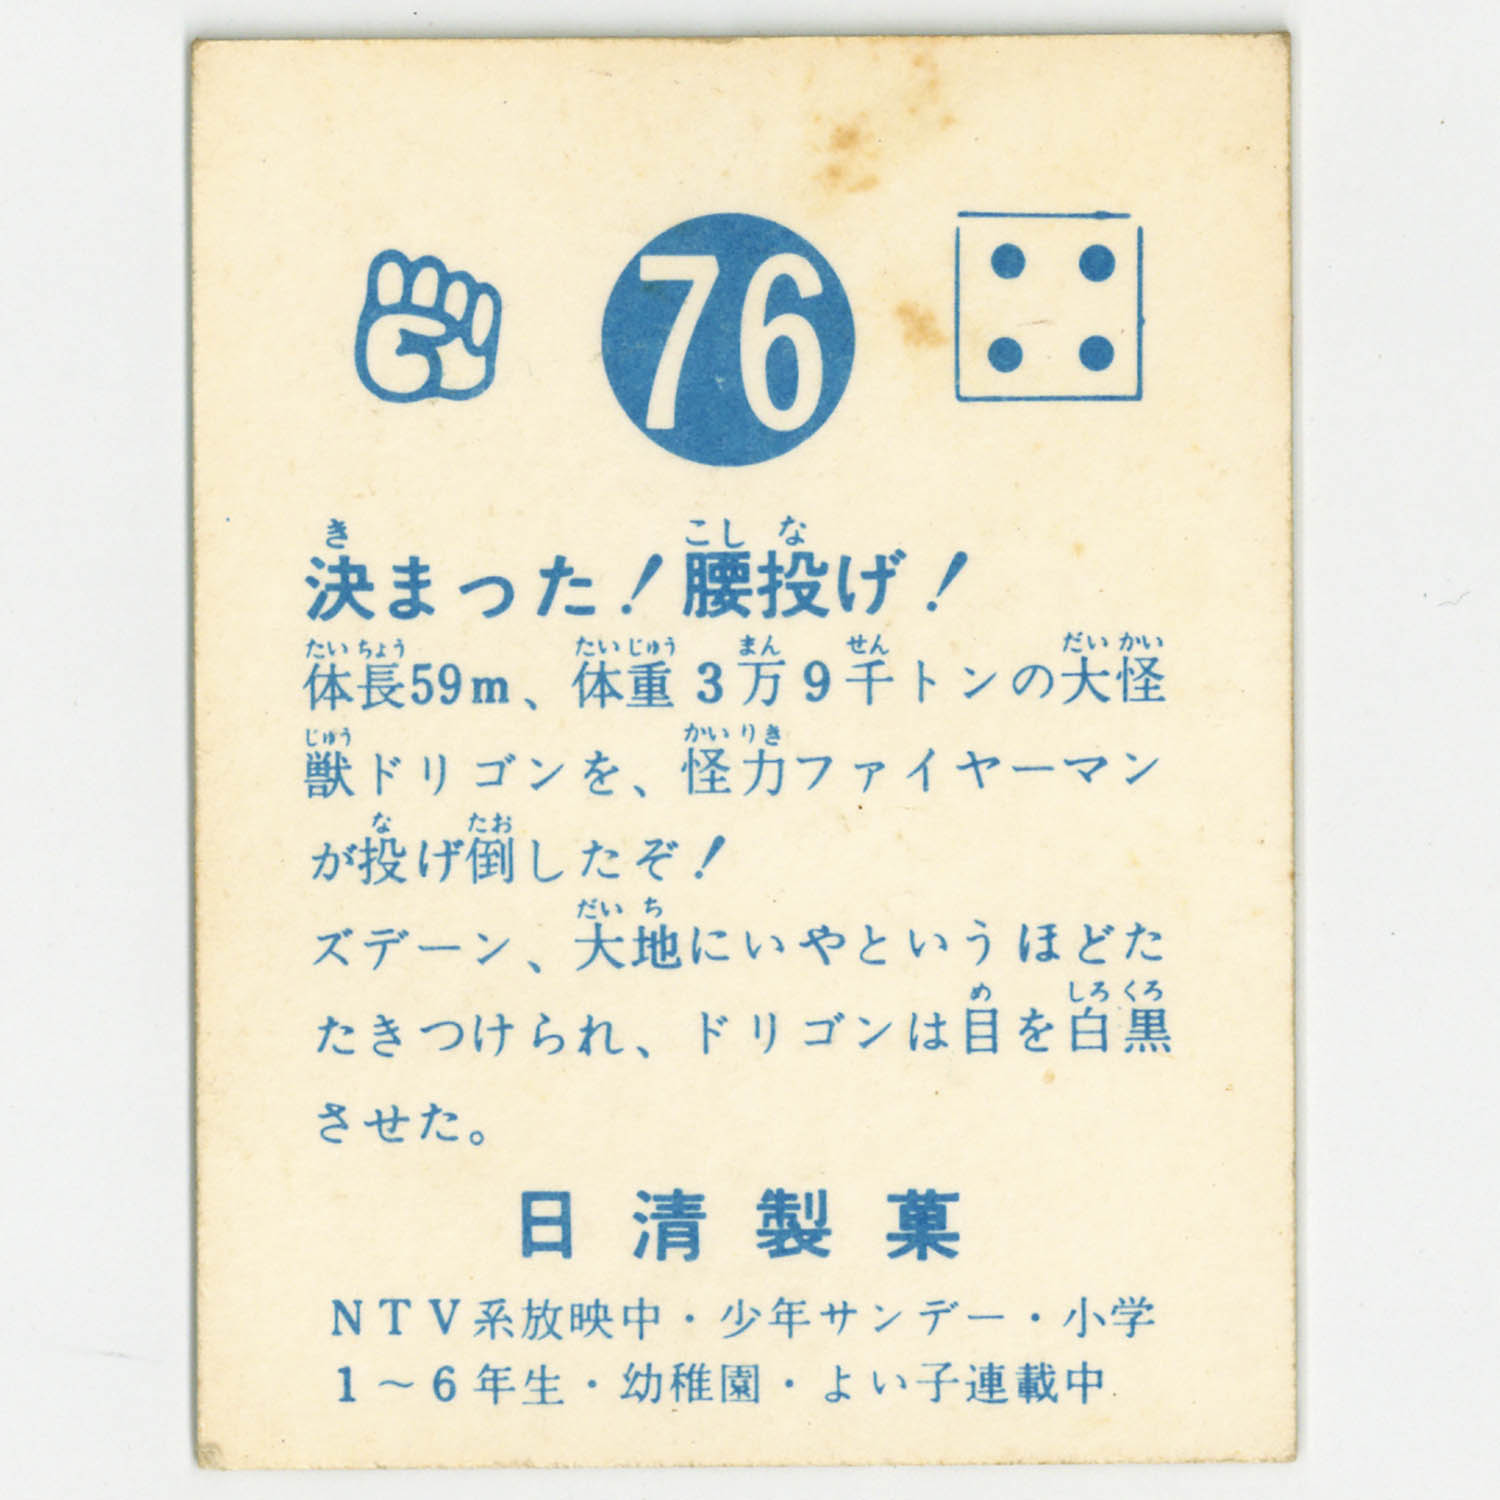 76
決まった！腰投げ！
体長59m、体重3万9千トンの大怪
獣ドリゴンを、怪力ファイヤーマン
が投げ倒したぞ！
ズデーン、大地にいやというほどた
たきつけられ、ドリゴンは目を白黒
させた。
日清製菓
NTV系放映中・少年サンデー・小学
1～6年生・幼稚園・よい子連載中